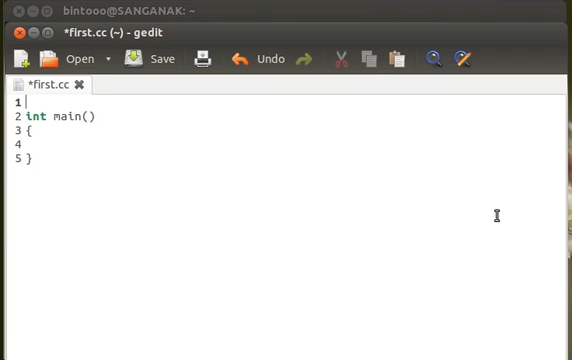 bintooo@SANGANAK: ~
*first.cc (~) - gedit
Open Save Undo
*first.cc
1
2 int main()
3 {
4
5 }